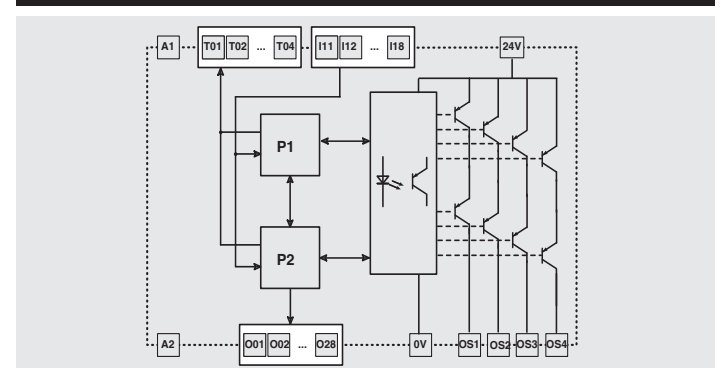 A1 T01 T02 ... T04 I11 I12 ... I18 24V
P1
P2
A2 O01 O02 ... O28 0V OS1 OS2 OS3 OS4